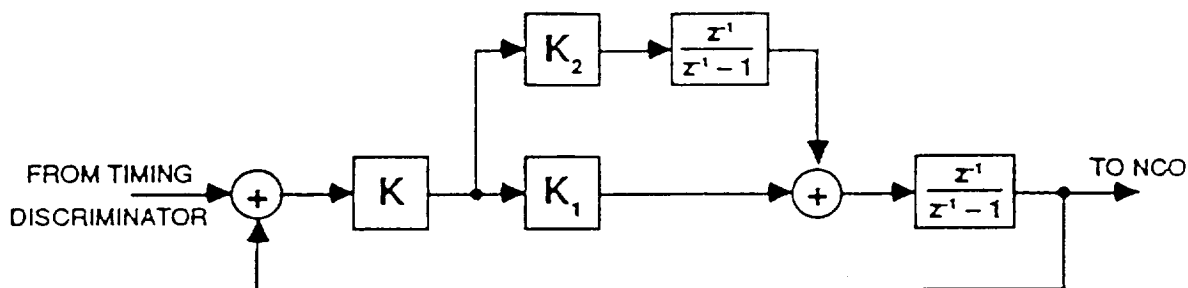 K₂
z⁻¹
z⁻¹ − 1
FROM TIMING
DISCRIMINATOR
+
K
K₁
+
z⁻¹
z⁻¹ − 1
TO NCO